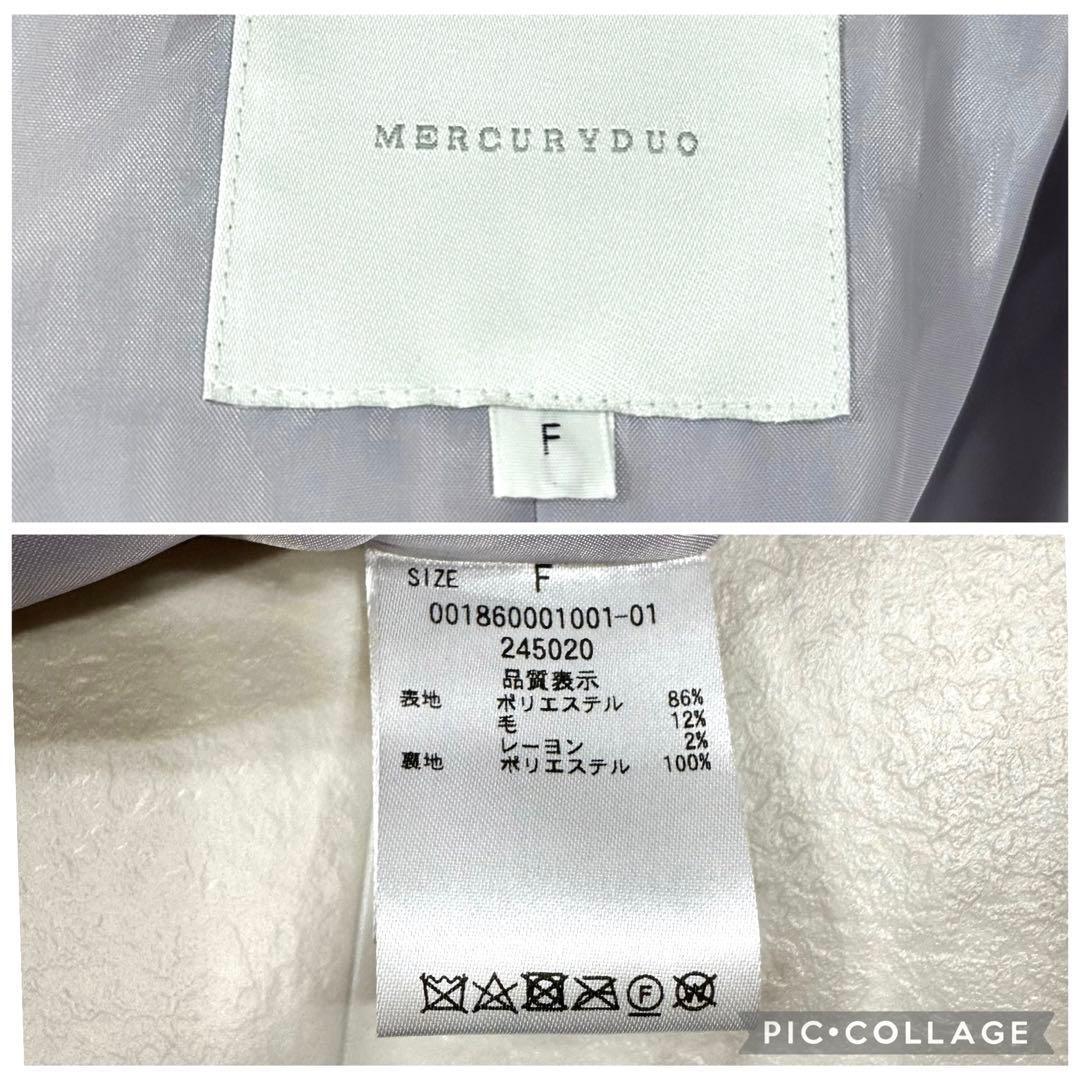 MERCURYDUO
F
SIZE F
001860001001-01
245020
品質表示
表地 ポリエステル 86%
毛 12%
レーヨン 2%
裏地 ポリエステル 100%
F W
PIC•COLLAGE